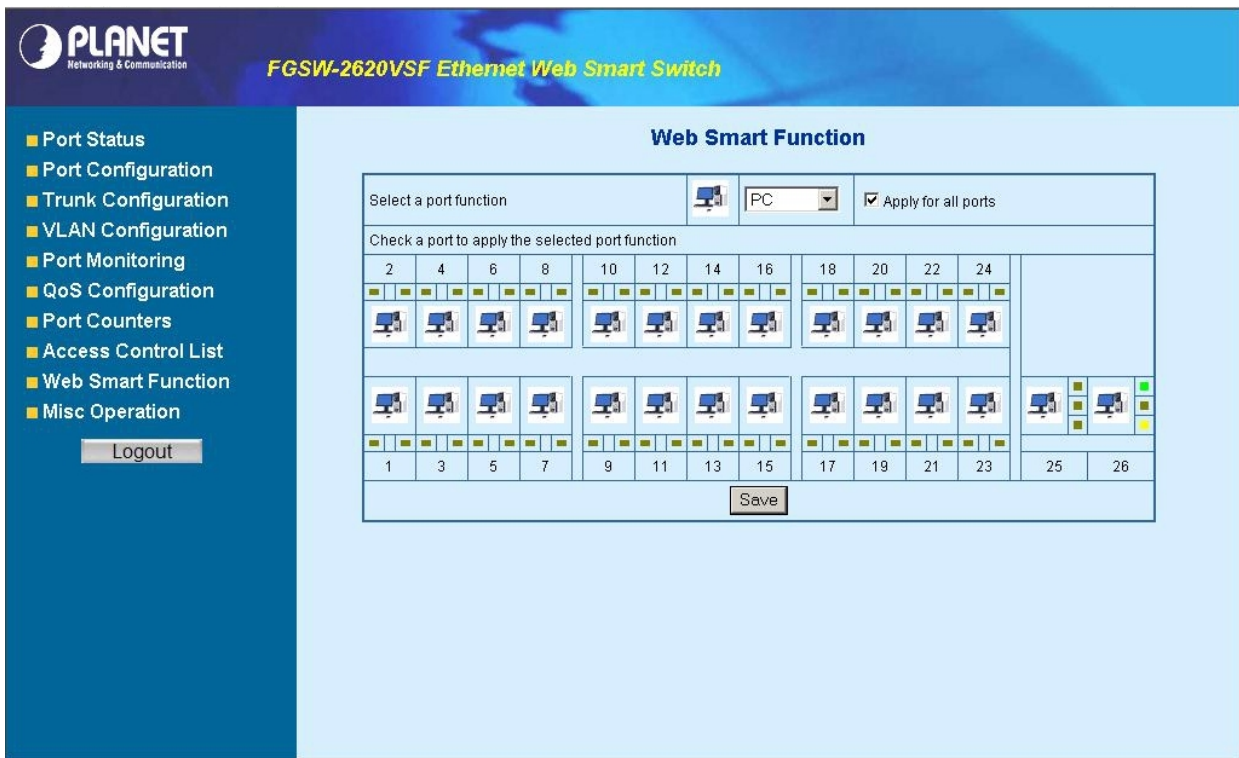 PLANET
Networking & Communication
FGSW-2620VSF Ethernet Web Smart Switch
Port Status
Port Configuration
Trunk Configuration
VLAN Configuration
Port Monitoring
QoS Configuration
Port Counters
Access Control List
Web Smart Function
Misc Operation
Logout
Web Smart Function
Select a port function PC Apply for all ports
Check a port to apply the selected port function
2 4 6 8 10 12 14 16 18 20 22 24
1 3 5 7 9 11 13 15 17 19 21 23 25 26
Save